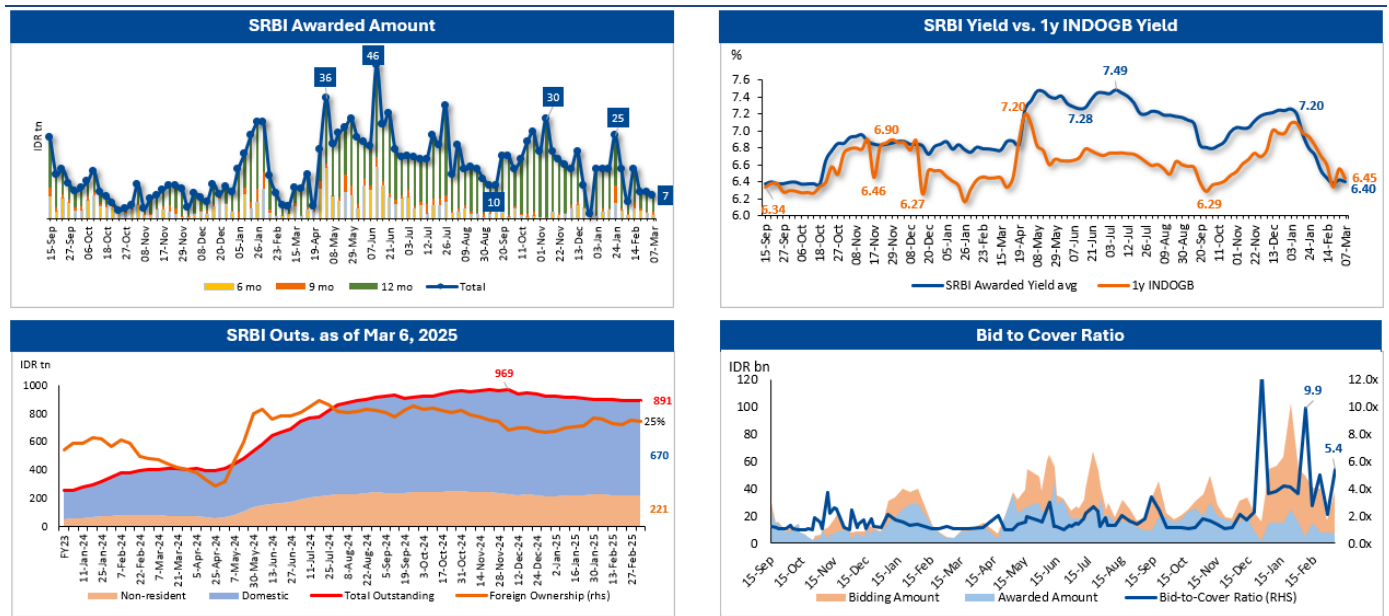 SRBI Awarded Amount
IDR tn
46
36
30
25
10
7
15-Sep
27-Sep
06-Oct
18-Oct
27-Oct
08-Nov
17-Nov
29-Nov
08-Dec
20-Dec
05-Jan
26-Jan
23-Feb
15-Mar
19-Apr
08-May
22-May
07-Jun
21-Jun
03-Jul
12-Jul
26-Jul
09-Aug
30-Aug
20-Sep
11-Oct
01-Nov
22-Nov
13-Dec
03-Jan
24-Jan
14-Feb
07-Mar
6 mo 9 mo 12 mo Total
SRBI Yield vs. 1y INDOGB Yield
%
7.6
7.4
7.2
7.0
6.8
6.6
6.4
6.2
6.0
7.49
7.20
7.20
7.28
6.90
6.46
6.27
6.34
6.29
6.45
6.40
15-Sep
27-Sep
06-Oct
18-Oct
27-Oct
08-Nov
17-Nov
29-Nov
08-Dec
20-Dec
05-Jan
26-Jan
23-Feb
15-Mar
19-Apr
08-May
22-May
07-Jun
21-Jun
03-Jul
12-Jul
26-Jul
09-Aug
30-Aug
20-Sep
11-Oct
01-Nov
22-Nov
13-Dec
03-Jan
24-Jan
14-Feb
07-Mar
SRBI Awarded Yield avg 1y INDOGB
SRBI Outs. as of Mar 6, 2025
IDR tn
1000
800
600
400
200
0
969
891
25%
670
221
FY23
11-Jan-24
24-Jan-24
7-Feb-24
22-Feb-24
7-Mar-24
21-Mar-24
5-Apr-24
25-Apr-24
7-May-24
30-May-24
13-Jun-24
27-Jun-24
11-Jul-24
25-Jul-24
8-Aug-24
22-Aug-24
5-Sep-24
19-Sep-24
3-Oct-24
17-Oct-24
31-Oct-24
14-Nov-24
28-Nov-24
12-Dec-24
24-Dec-24
2-Jan-25
16-Jan-25
30-Jan-25
13-Feb-25
27-Feb-25
Non-resident Domestic Total Outstanding Foreign Ownership (rhs)
Bid to Cover Ratio
IDR bn
120
100
80
60
40
20
0
12.0x
10.0x
8.0x
6.0x
4.0x
2.0x
0.0x
9.9
5.4
15-Sep
15-Oct
15-Nov
15-Dec
15-Jan
15-Feb
15-Mar
15-Apr
15-May
15-Jun
15-Jul
15-Aug
15-Sep
15-Oct
15-Nov
15-Dec
15-Jan
15-Feb
Bidding Amount Awarded Amount Bid-to-Cover Ratio (RHS)